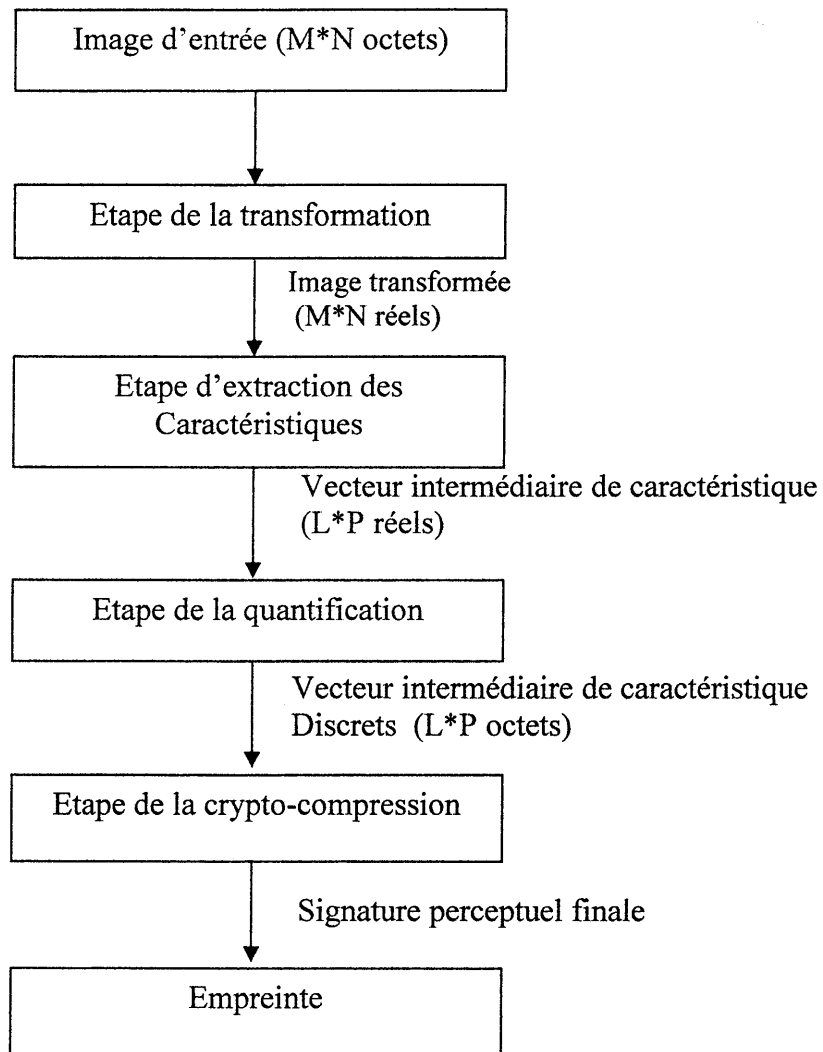 Image d'entrée (M*N octets)
Etape de la transformation
Image transformée
(M*N réels)
Etape d'extraction des
Caractéristiques
Vecteur intermédiaire de caractéristique
(L*P réels)
Etape de la quantification
Vecteur intermédiaire de caractéristique
Discrets (L*P octets)
Etape de la crypto-compression
Signature perceptuel finale
Empreinte